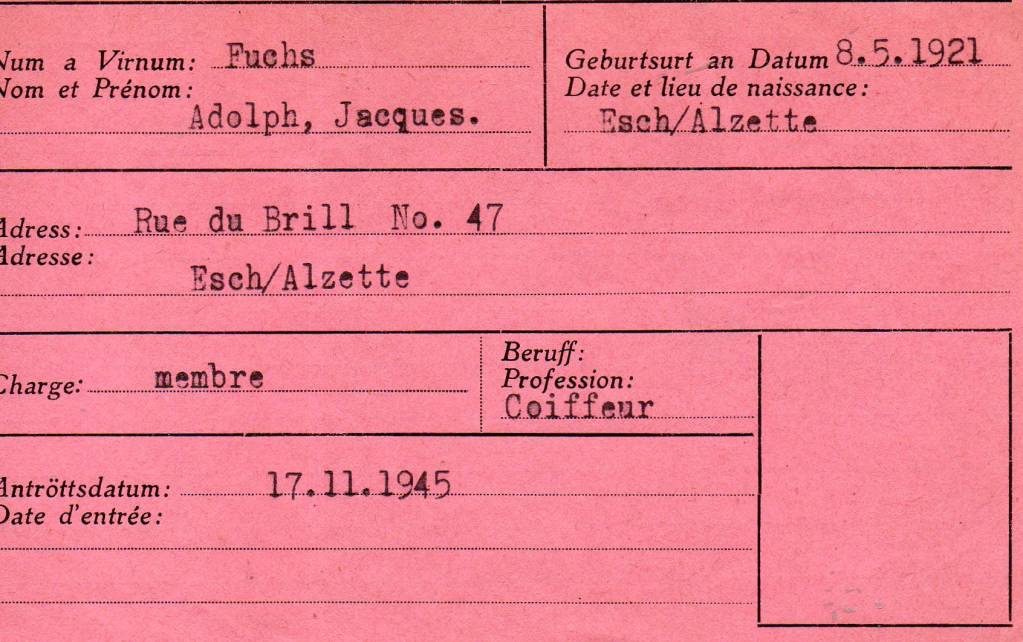 Num a Virnum: Fuchs
Nom et Prénom:
Adolph, Jacques.
Geburtsurt an Datum 8.5.1921
Date et lieu de naissance:
Esch/Alzette
Adress: Rue du Brill No. 47
Adresse:
Esch/Alzette
Charge: membre
Beruff:
Profession:
Coiffeur
Antröttsdatum: 17.11.1945
Date d'entrée: